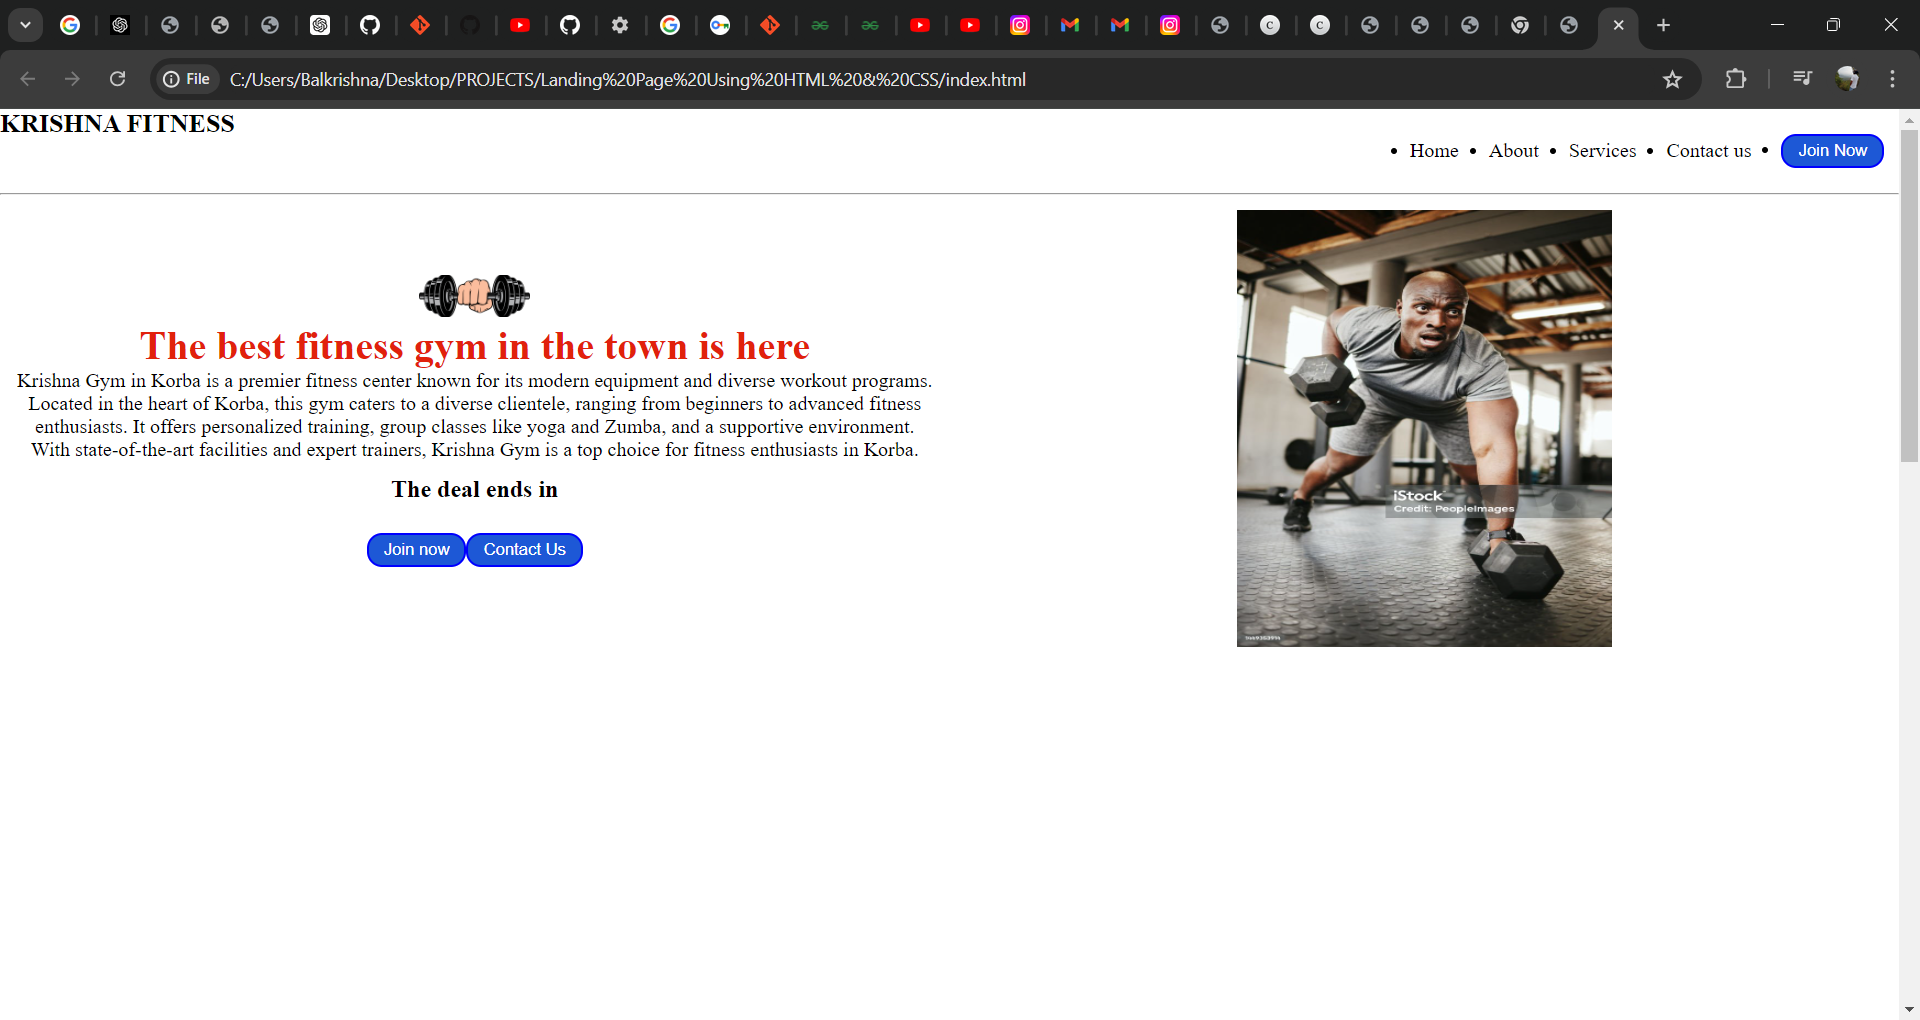 File C:/Users/Balkrishna/Desktop/PROJECTS/Landing%20Page%20Using%20HTML%20&%20CSS/index.html
KRISHNA FITNESS
• Home • About • Services • Contact us • Join Now
The best fitness gym in the town is here
Krishna Gym in Korba is a premier fitness center known for its modern equipment and diverse workout programs.
Located in the heart of Korba, this gym caters to a diverse clientele, ranging from beginners to advanced fitness
enthusiasts. It offers personalized training, group classes like yoga and Zumba, and a supportive environment.
With state-of-the-art facilities and expert trainers, Krishna Gym is a top choice for fitness enthusiasts in Korba.
The deal ends in
Join now Contact Us
iStock
Credit: PeopleImages